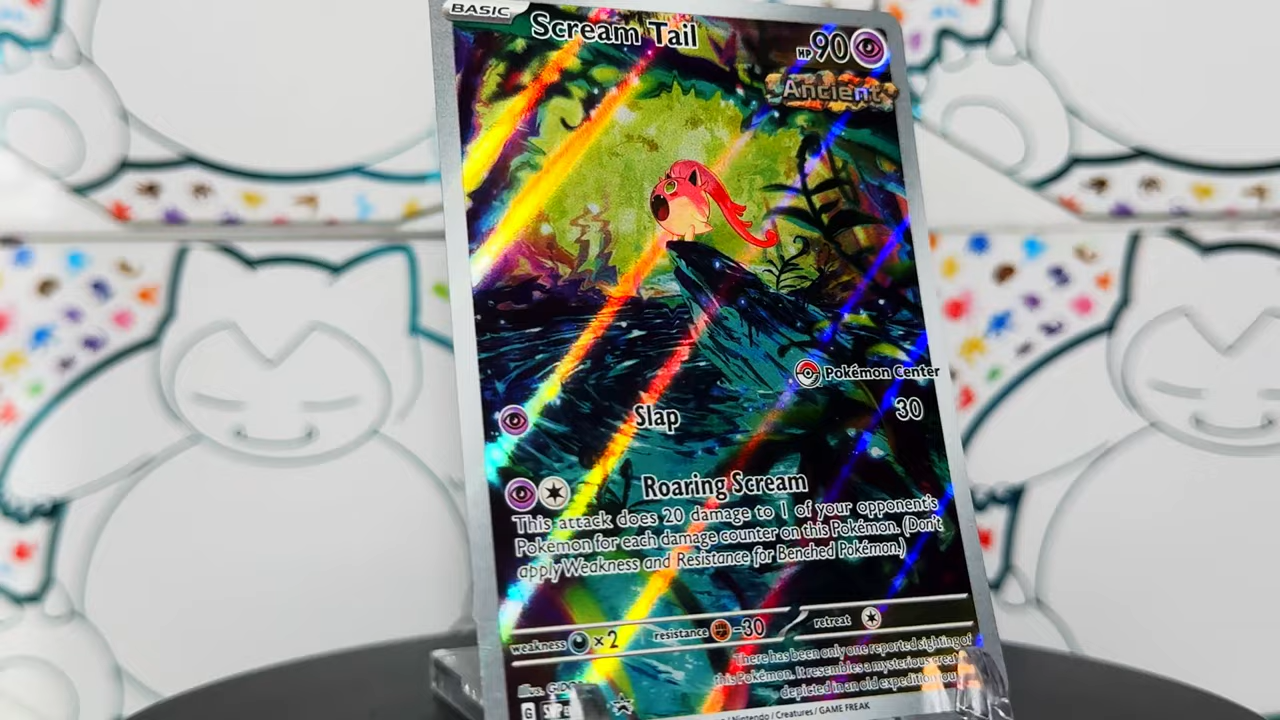 BASIC
Scream Tail
HP 90
Ancient
Pokémon Center
Slap 30
Roaring Scream
This attack does 20 damage to 1 of your opponent's
Pokémon for each damage counter on this Pokémon. (Don't
apply Weakness and Resistance for Benched Pokémon.)
weakness ×2 resistance -30 retreat
There has been only one reported sighting of
this Pokémon. It resembles a mysterious
depicted in an old expedition
Illus.
G
/ Nintendo / Creatures / GAME FREAK